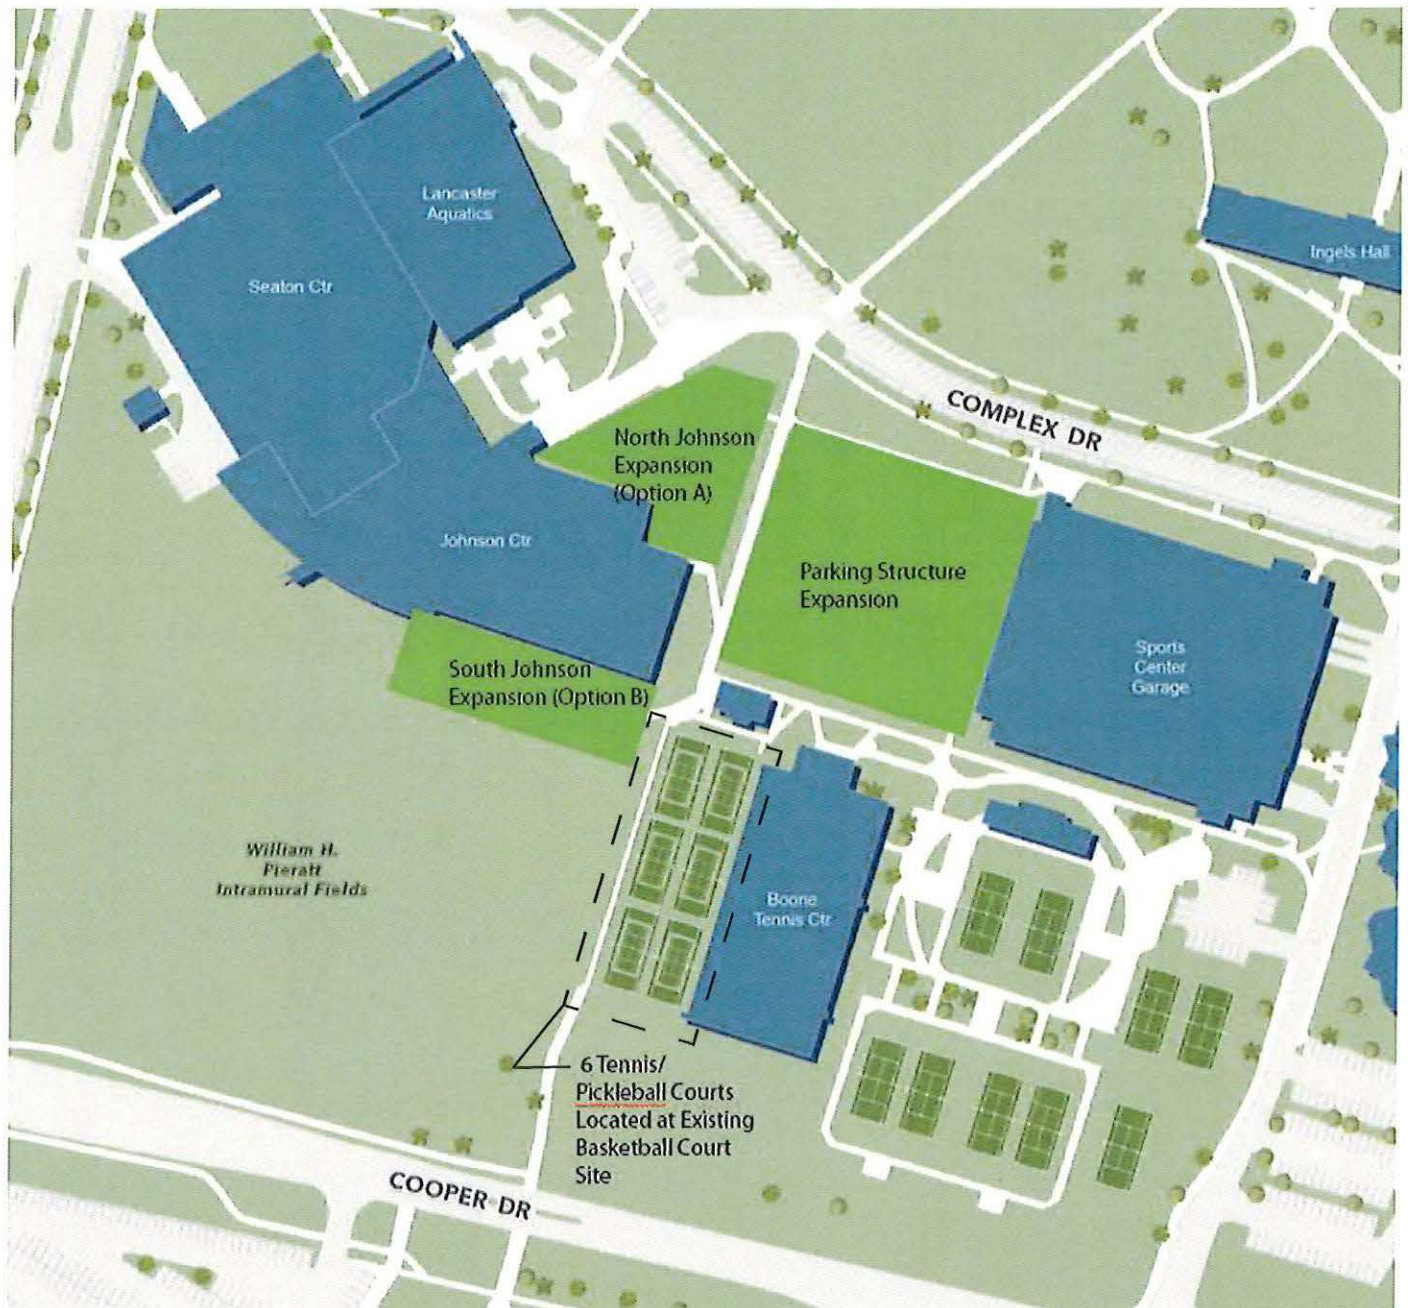 Lancaster
Aquatics
Seaton Ctr
Ingels Hall
COMPLEX DR
North Johnson
Expansion
(Option A)
Johnson Ctr
Parking Structure
Expansion
Sports
Center
Garage
South Johnson
Expansion (Option B)
William H.
Pieratt
Intramural Fields
Boone
Tennis Ctr
6 Tennis/
Pickleball Courts
Located at Existing
Basketball Court
Site
COOPER DR